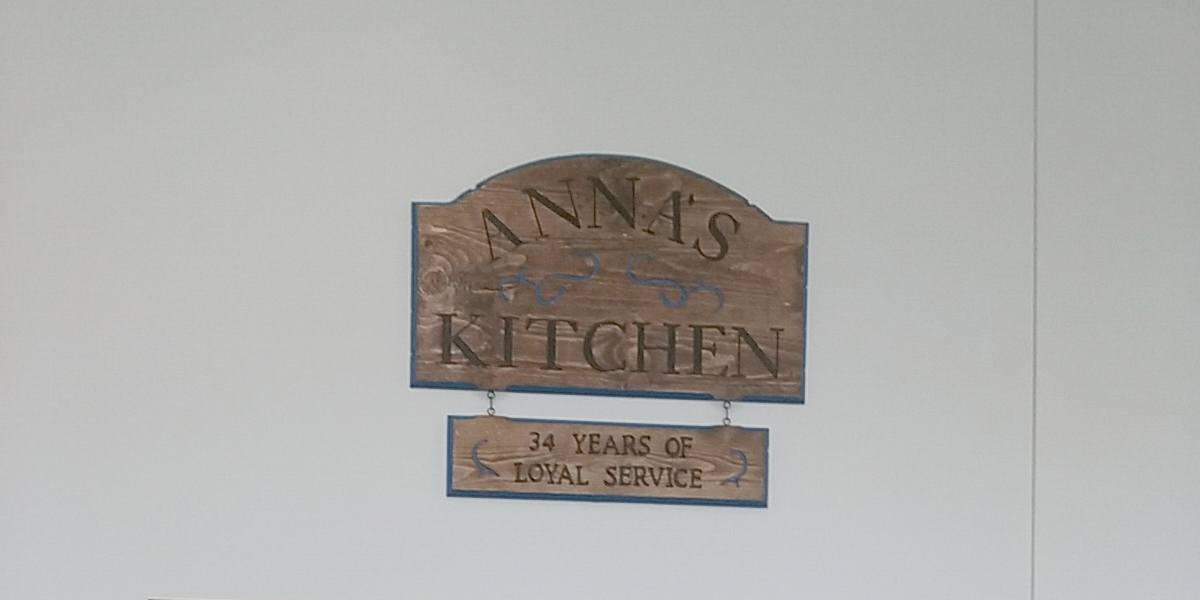 ANNA'S
KITCHEN
34 YEARS OF
LOYAL SERVICE